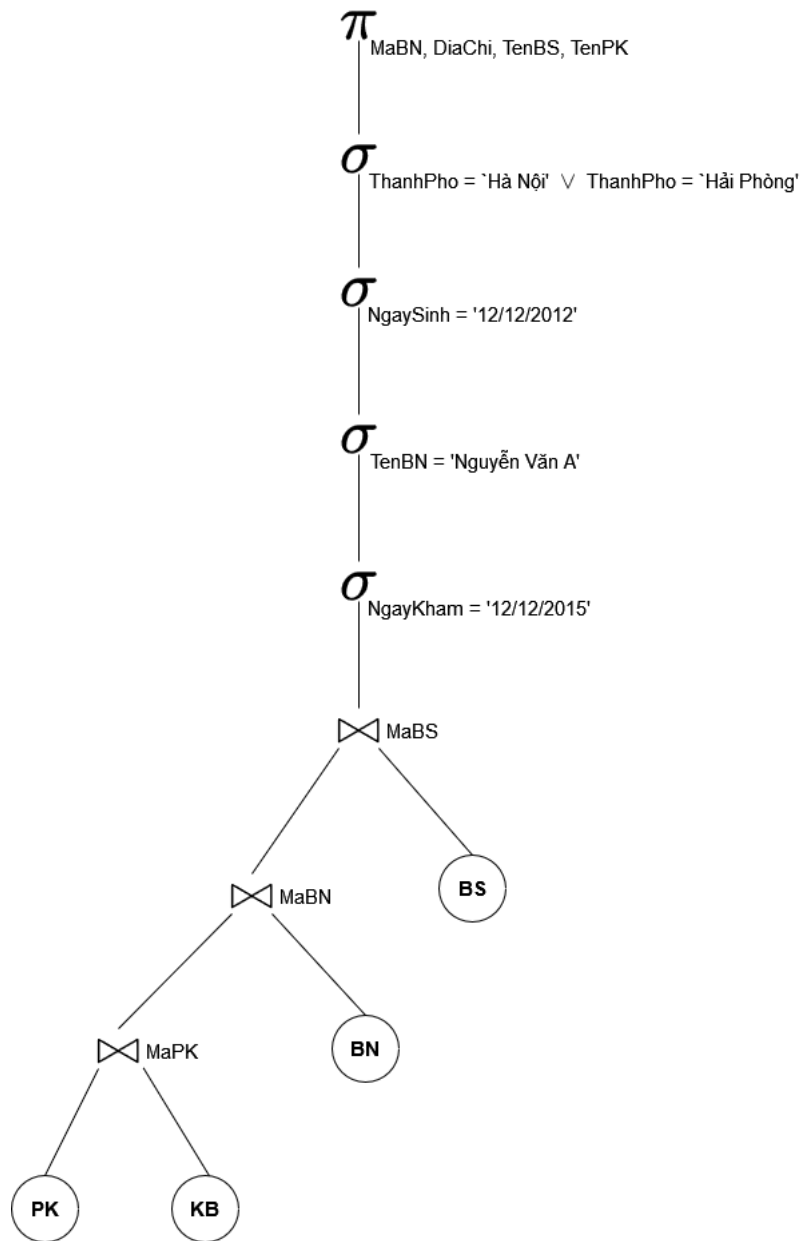 π
MaBN, DiaChi, TenBS, TenPK
σ
ThanhPho = `Hà Nội' ∨ ThanhPho = `Hải Phòng'
σ
NgaySinh = '12/12/2012'
σ
TenBN = 'Nguyễn Văn A'
σ
NgayKham = '12/12/2015'
⋈ MaBS
BS
⋈ MaBN
BN
⋈ MaPK
PK
KB